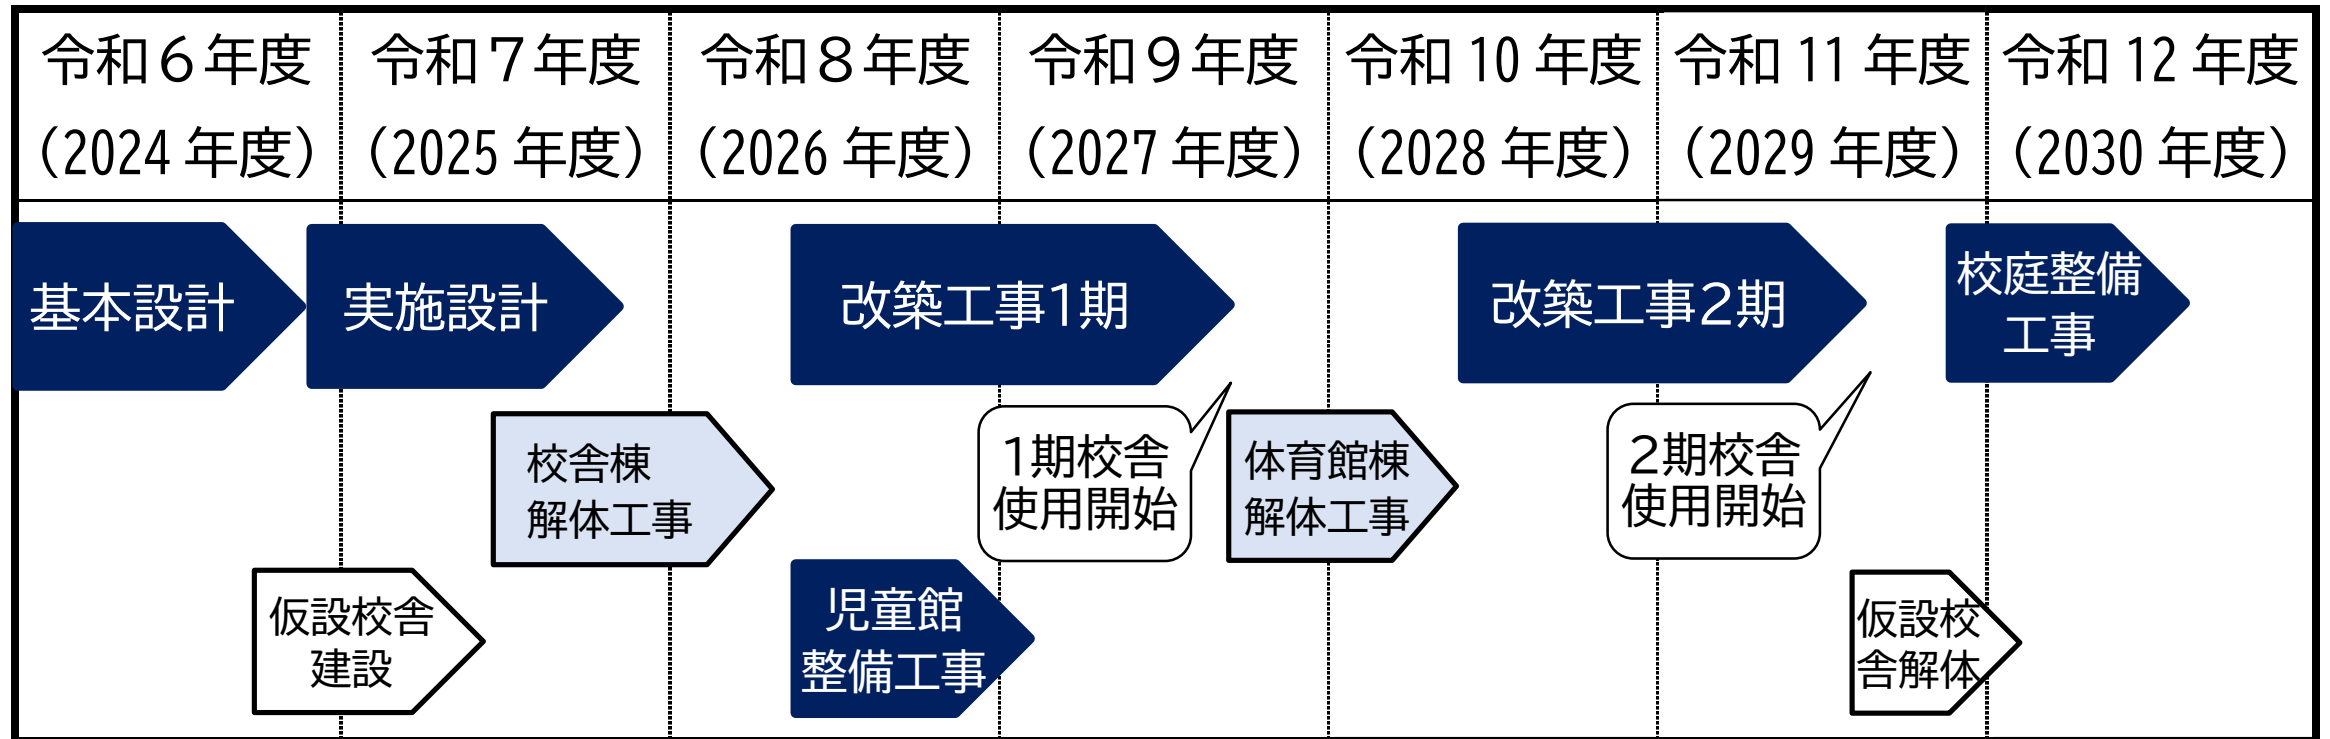 令和６年度
（2024 年度）
令和７年度
（2025 年度）
令和８年度
（2026 年度）
令和９年度
（2027 年度）
令和 10 年度
（2028 年度）
令和 11 年度
（2029 年度）
令和 12 年度
（2030 年度）
基本設計
実施設計
改築工事1期
改築工事2期
校庭整備
工事
校舎棟
解体工事
1期校舎
使用開始
体育館棟
解体工事
2期校舎
使用開始
仮設校舎
建設
児童館
整備工事
仮設校
舎解体